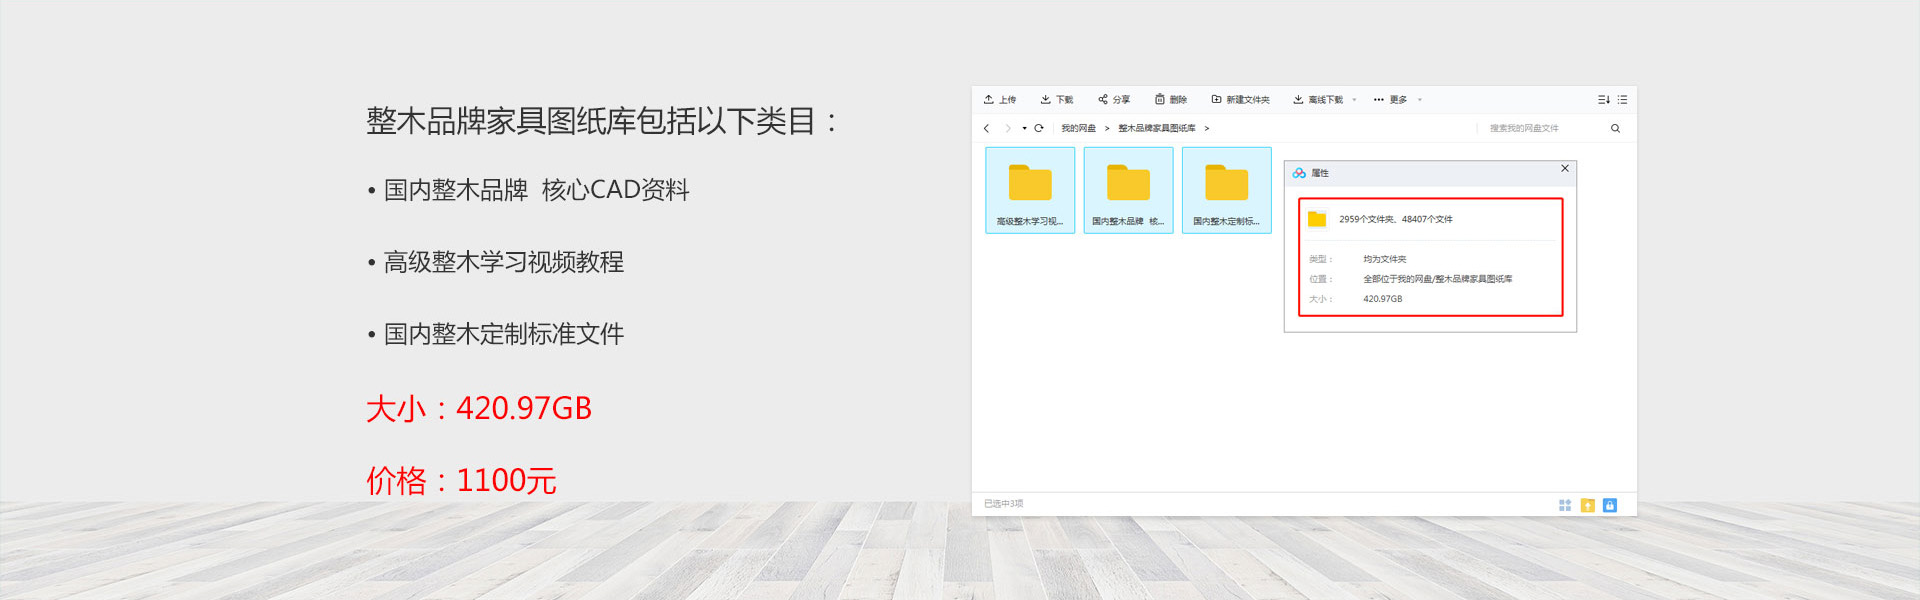 整木品牌家具图纸库包括以下类目：
• 国内整木品牌 核心CAD资料
• 高级整木学习视频教程
• 国内整木定制标准文件
大小：420.97GB
价格：1100元
上传 下载 分享 删除 新建文件夹 离线下载 ••• 更多
我的网盘 > 整木品牌家具图纸库 > 搜索我的网盘文件
高级整木学习视... 国内整木品牌 核... 国内整木定制标...
属性
2959个文件夹、48407个文件
类型： 均为文件夹
位置： 全部位于我的网盘/整木品牌家具图纸库
大小： 420.97GB
已选中3项